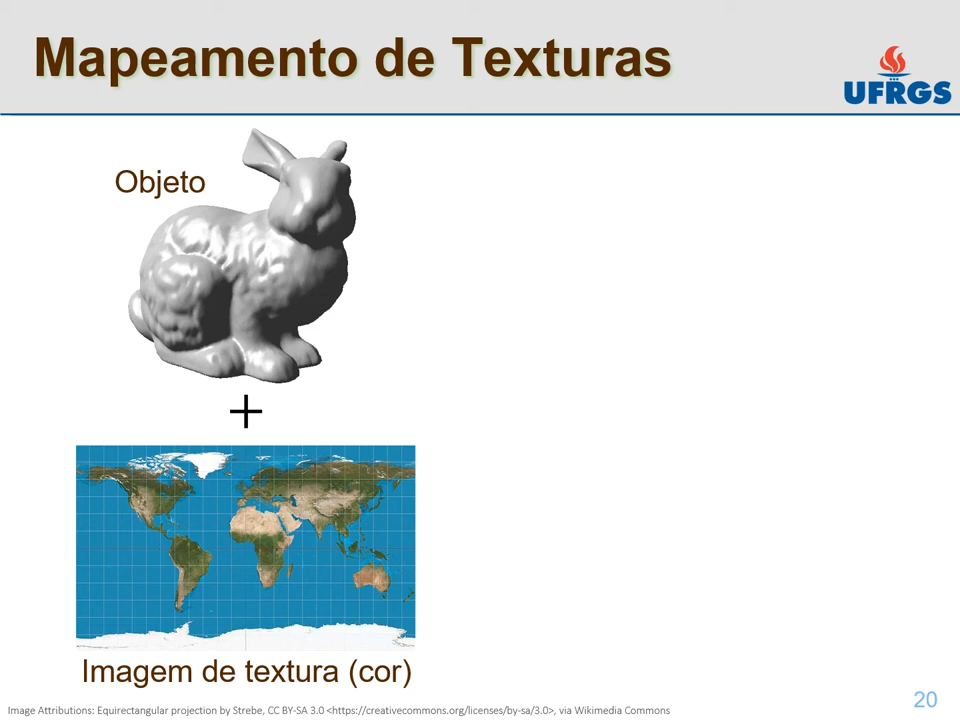 Mapeamento de Texturas
UFRGS
Objeto
+
Imagem de textura (cor)
20
Image Attributions: Equirectangular projection by Strebe, CC BY-SA 3.0 <https://creativecommons.org/licenses/by-sa/3.0>, via Wikimedia Commons